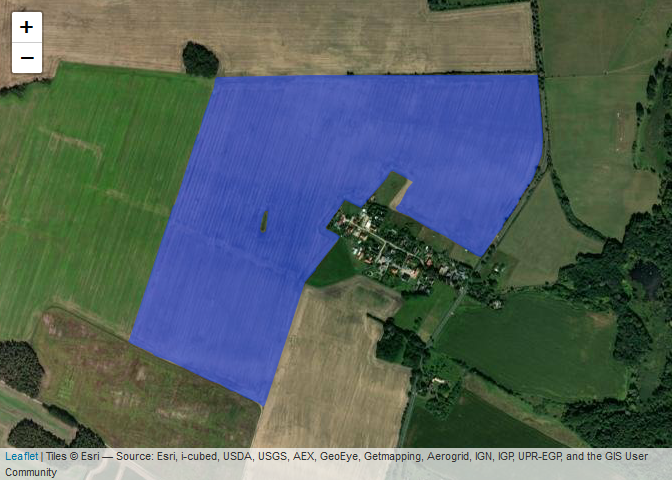 +
−
Leaflet | Tiles © Esri — Source: Esri, i-cubed, USDA, USGS, AEX, GeoEye, Getmapping, Aerogrid, IGN, IGP, UPR-EGP, and the GIS User
Community